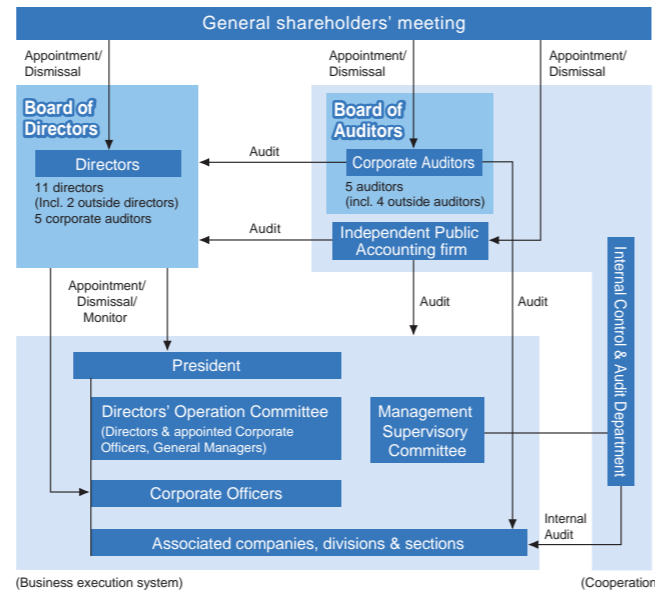 General shareholders' meeting
Appointment/
Dismissal
Appointment/
Dismissal
Appointment/
Dismissal
Board of
Directors
Directors
11 directors
(Incl. 2 outside directors)
5 corporate auditors
Audit
Board of
Auditors
Corporate Auditors
5 auditors
(incl. 4 outside auditors)
Audit
Independent Public
Accounting firm
Internal Control & Audit Department
Appointment/
Dismissal/
Monitor
Audit
Audit
President
Directors' Operation Committee
(Directors & appointed Corporate
Officers, General Managers)
Management
Supervisory
Committee
Corporate Officers
Internal
Audit
Associated companies, divisions & sections
(Business execution system)
(Cooperation